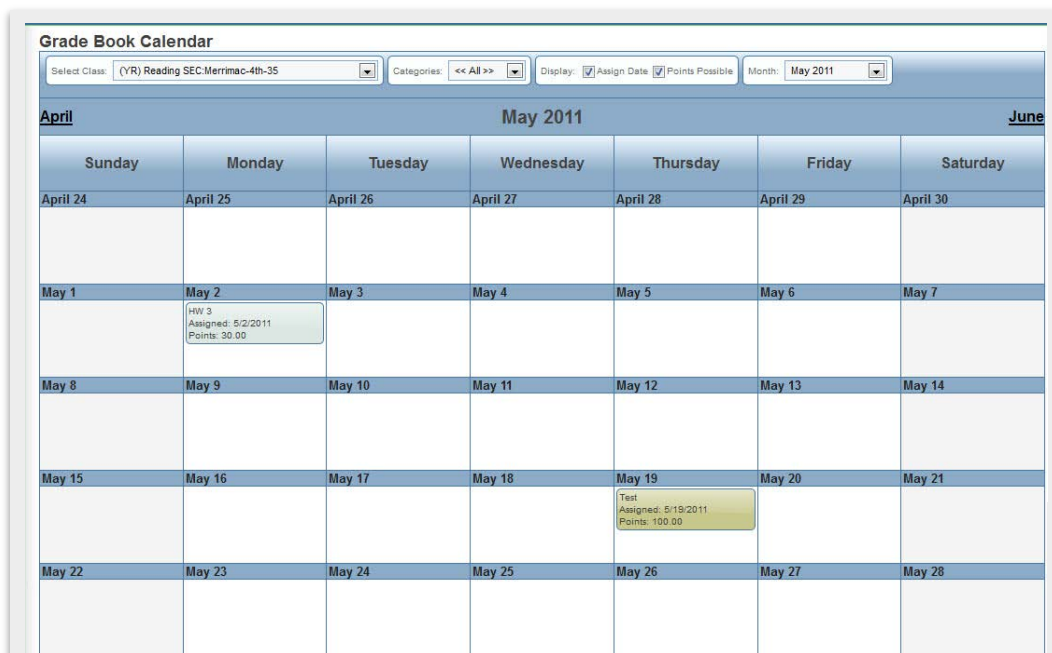 Grade Book Calendar
Select Class: (YR) Reading SEC:Merrimac-4th-35 Categories: << All >> Display: Assign Date Points Possible Month: May 2011
April May 2011 June
Sunday Monday Tuesday Wednesday Thursday Friday Saturday
April 24 April 25 April 26 April 27 April 28 April 29 April 30
May 1 May 2 May 3 May 4 May 5 May 6 May 7
HW 3
Assigned: 5/2/2011
Points: 30.00
May 8 May 9 May 10 May 11 May 12 May 13 May 14
May 15 May 16 May 17 May 18 May 19 May 20 May 21
Test
Assigned: 5/19/2011
Points: 100.00
May 22 May 23 May 24 May 25 May 26 May 27 May 28